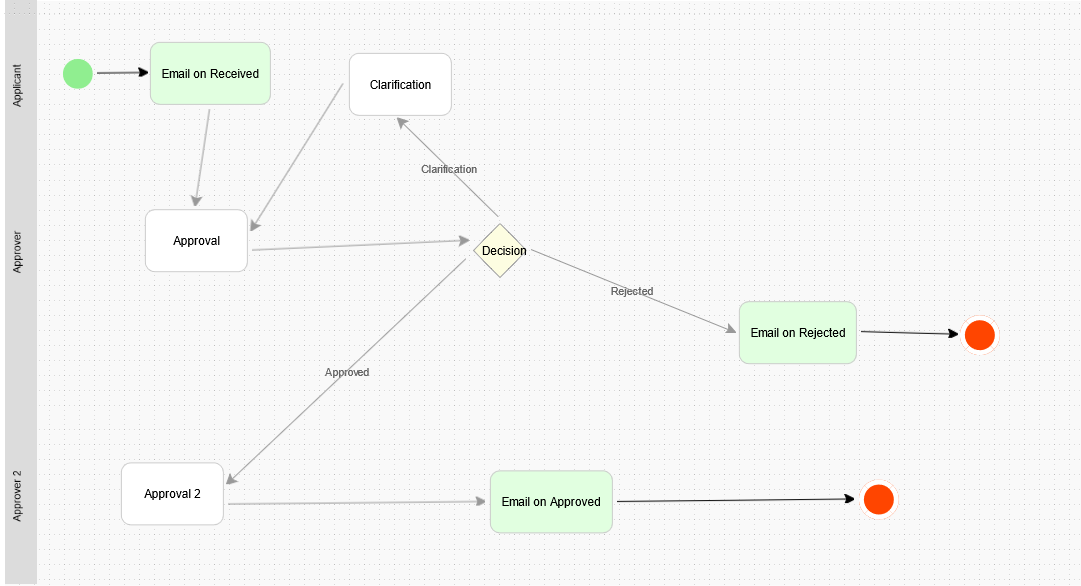 Applicant
Email on Received
Clarification
Clarification
Approver
Approval
Decision
Rejected
Email on Rejected
Approved
Approver 2
Approval 2
Email on Approved